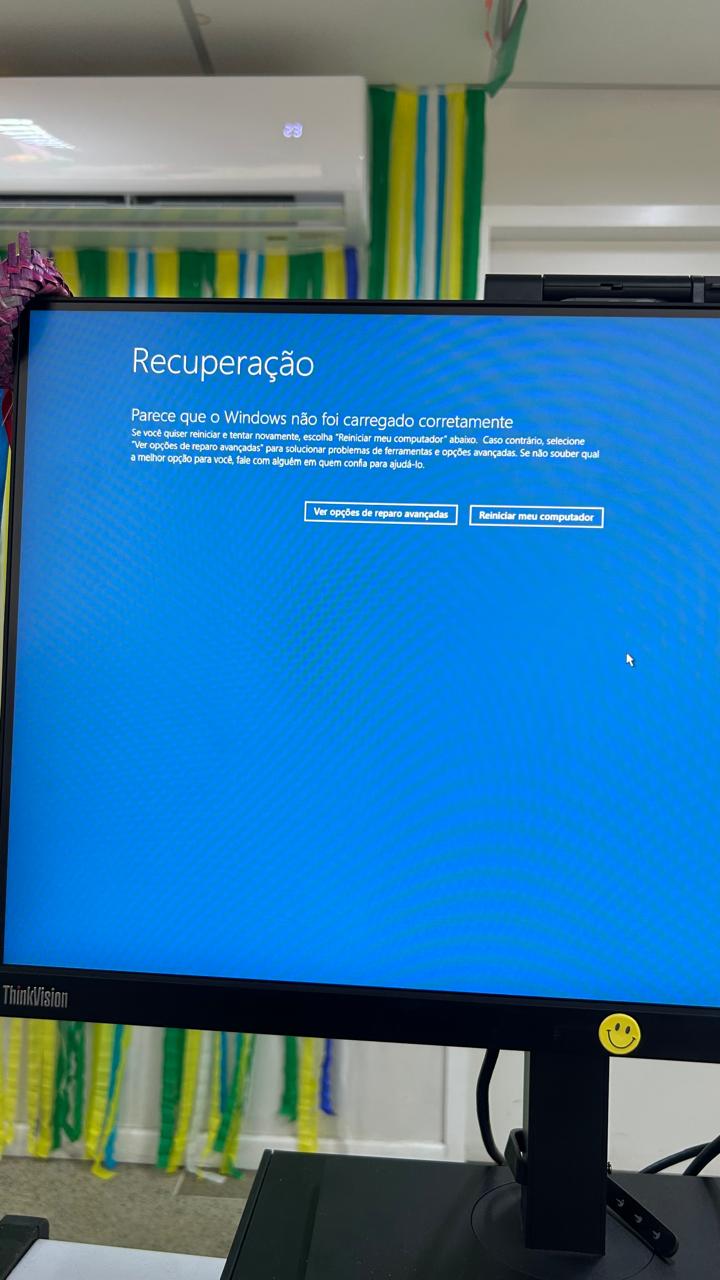 23
Recuperação
Parece que o Windows não foi carregado corretamente
Se você quiser reiniciar e tentar novamente, escolha "Reiniciar meu computador" abaixo. Caso contrário, selecione
"Ver opções de reparo avançadas" para solucionar problemas de ferramentas e opções avançadas. Se não souber qual
a melhor opção para você, fale com alguém em quem confia para ajudá-lo.
Ver opções de reparo avançadas
Reiniciar meu computador
ThinkVision